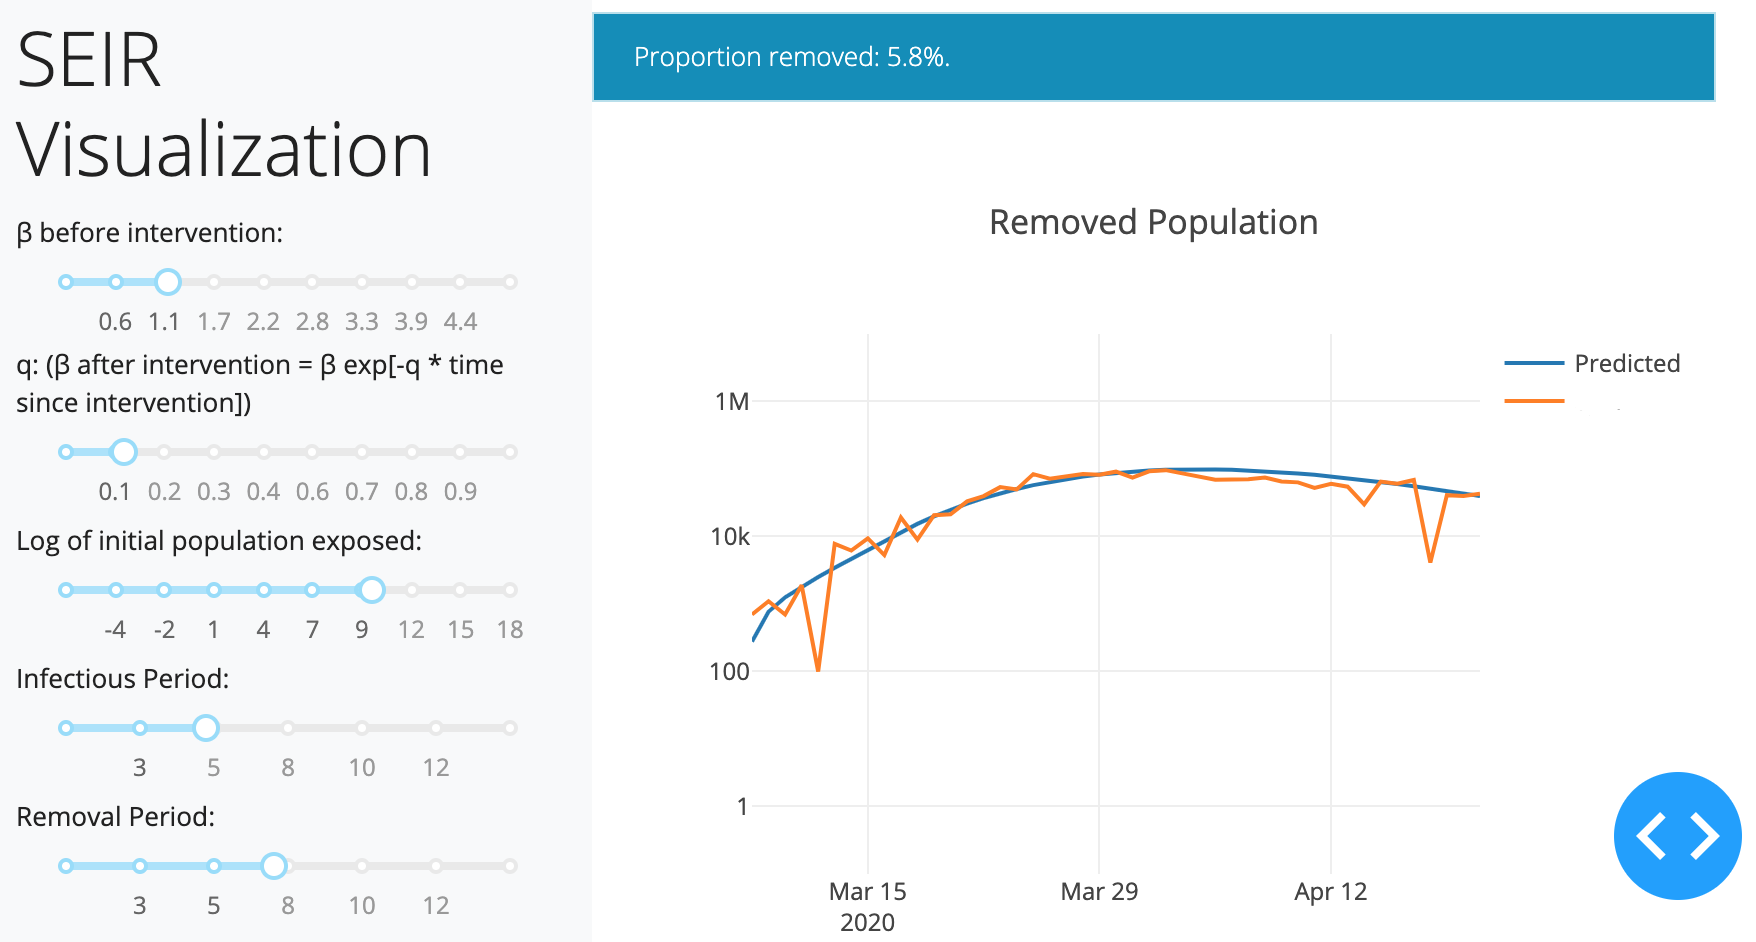 SEIR
Visualization
β before intervention:
0.6 1.1 1.7 2.2 2.8 3.3 3.9 4.4
q: (β after intervention = β exp[-q * time
since intervention])
0.1 0.2 0.3 0.4 0.6 0.7 0.8 0.9
Log of initial population exposed:
-4 -2 1 4 7 9 12 15 18
Infectious Period:
3 5 8 10 12
Removal Period:
3 5 8 10 12
Proportion removed: 5.8%.
Removed Population
Predicted
1M
10k
100
1
Mar 15 Mar 29 Apr 12
2020